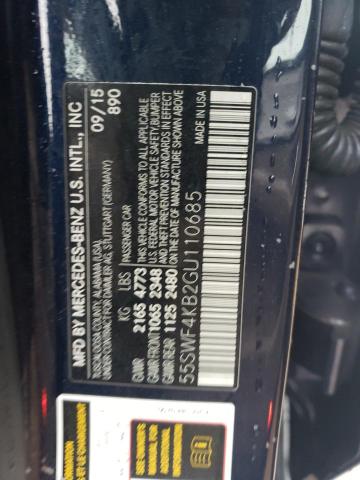 MFD BY MERCEDES-BENZ U.S. INTL., INC
09/15
890
(TUSCALOOSA COUNTY, ALABAMA (USA))
UNDER CONTRACT FOR DAIMLER AG, STUTTGART (GERMANY)
KG LBS PASSENGER CAR
GVWR 2165 4773 THIS VEHICLE CONFORMS TO ALL APPLICABLE
GAWR FRONT 1065 2348 U.S. FEDERAL MOTOR VEHICLE SAFETY, BUMPER
AND THEFT PREVENTION STANDARDS IN EFFECT
GAWR REAR 1125 2480 ON THE DATE OF MANUFACTURE SHOWN ABOVE.
55SWF4KB2GU110685 MADE IN USA